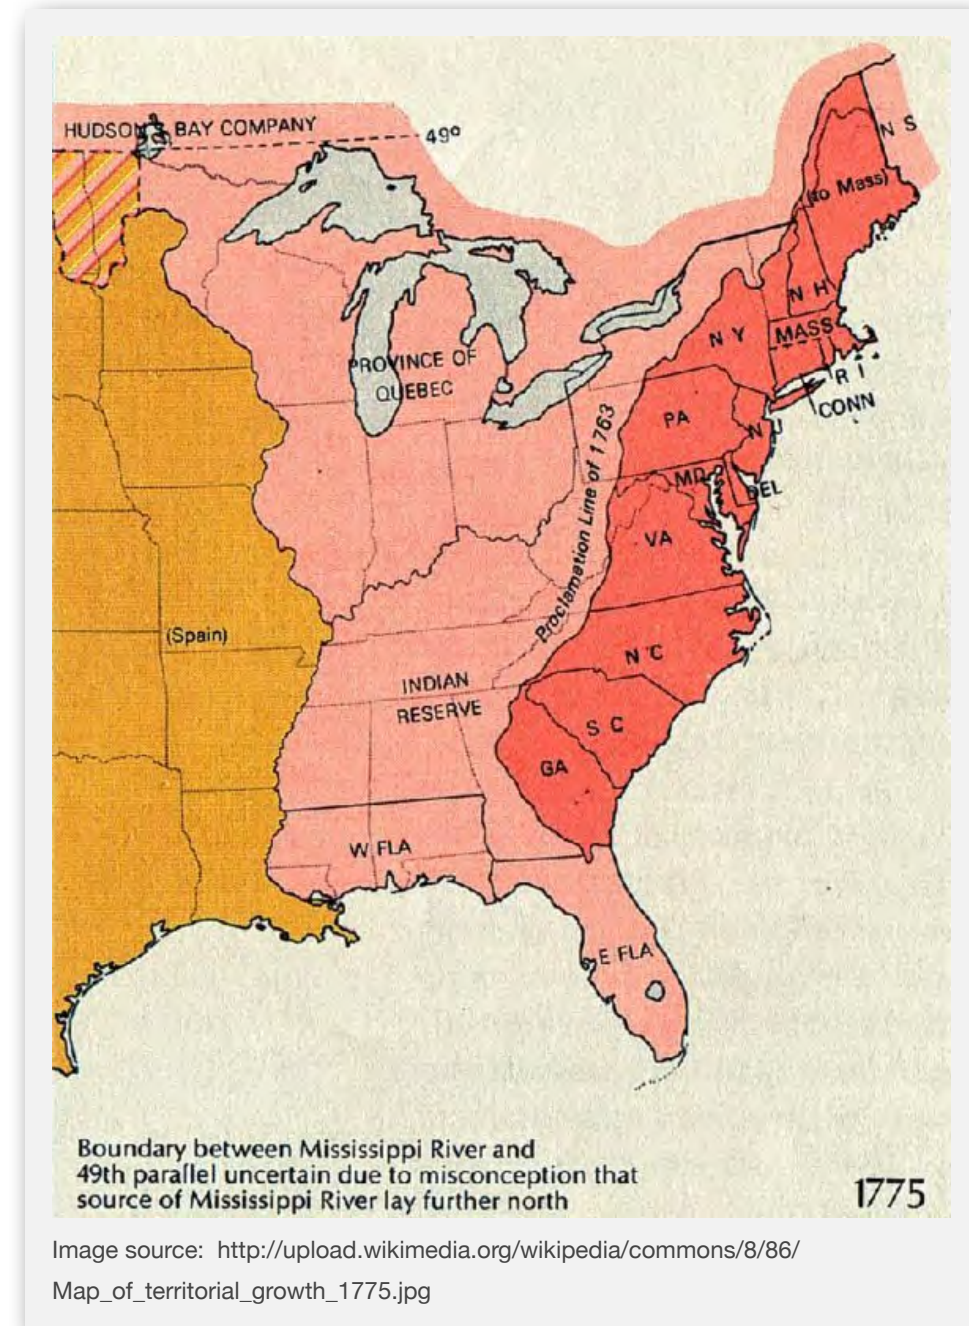 HUDSON'S BAY COMPANY
49°
N S
(to Mass)
N H
N Y
MASS
R I
CONN
PROVINCE OF
QUEBEC
PA
N J
Proclamation Line of 1763
MD
DEL
VA
(Spain)
N C
INDIAN
RESERVE
S C
GA
W FLA
E FLA
Boundary between Mississippi River and
49th parallel uncertain due to misconception that
source of Mississippi River lay further north
1775
Image source:  http://upload.wikimedia.org/wikipedia/commons/8/86/
Map_of_territorial_growth_1775.jpg